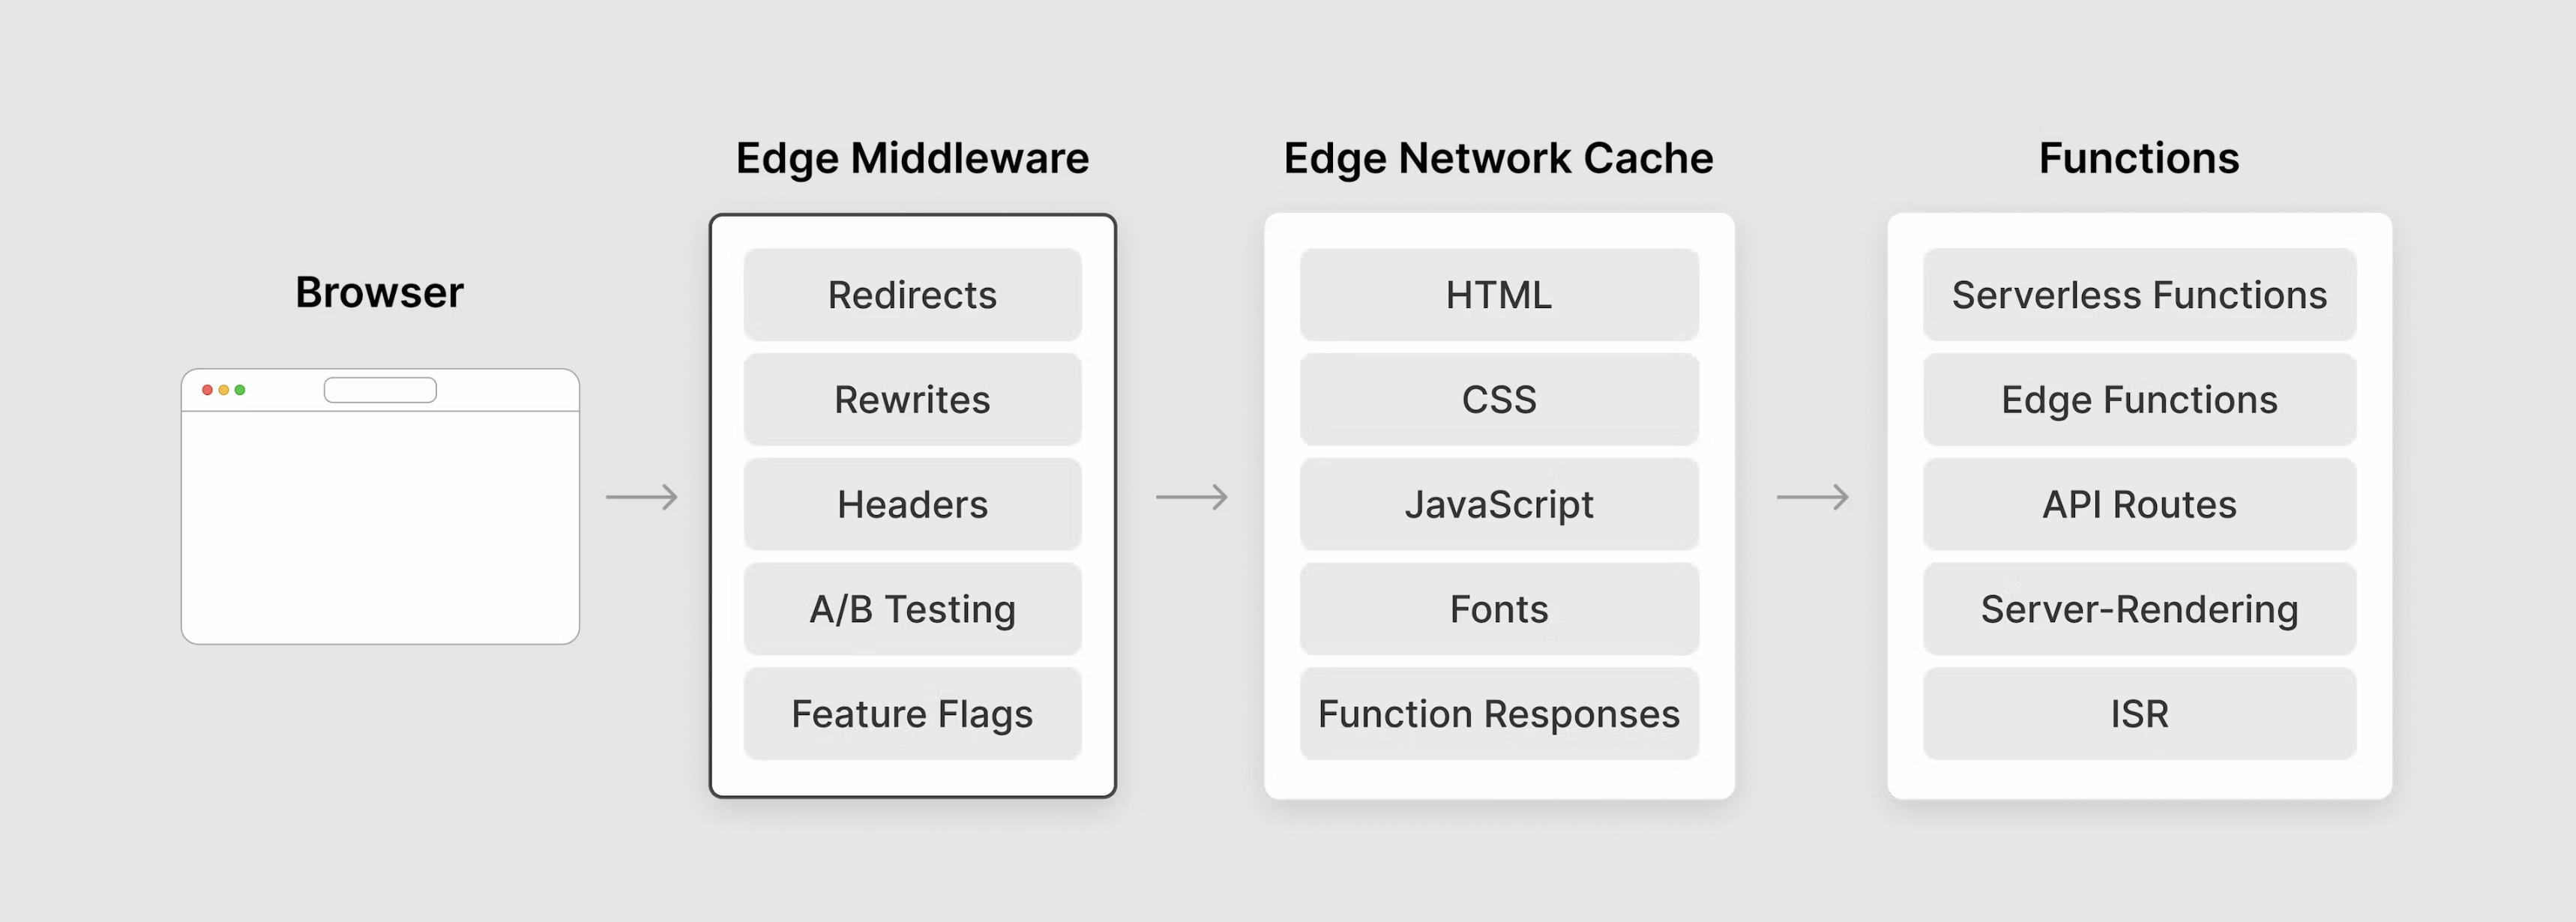 Browser
Edge Middleware
Redirects
Rewrites
Headers
A/B Testing
Feature Flags
Edge Network Cache
HTML
CSS
JavaScript
Fonts
Function Responses
Functions
Serverless Functions
Edge Functions
API Routes
Server-Rendering
ISR